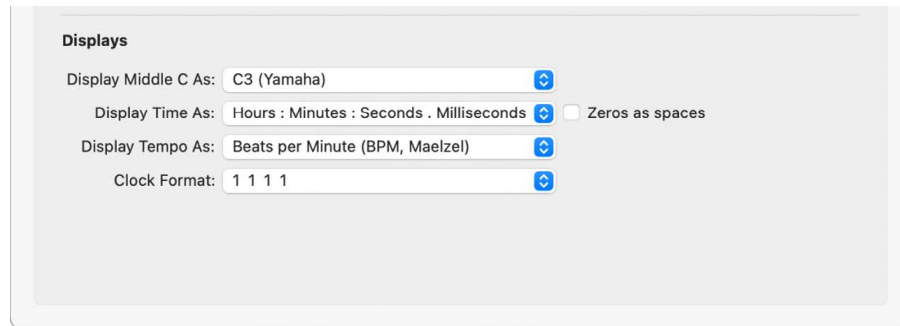 Displays
Display Middle C As: C3 (Yamaha)
Display Time As: Hours : Minutes : Seconds . Milliseconds Zeros as spaces
Display Tempo As: Beats per Minute (BPM, Maelzel)
Clock Format: 1 1 1 1